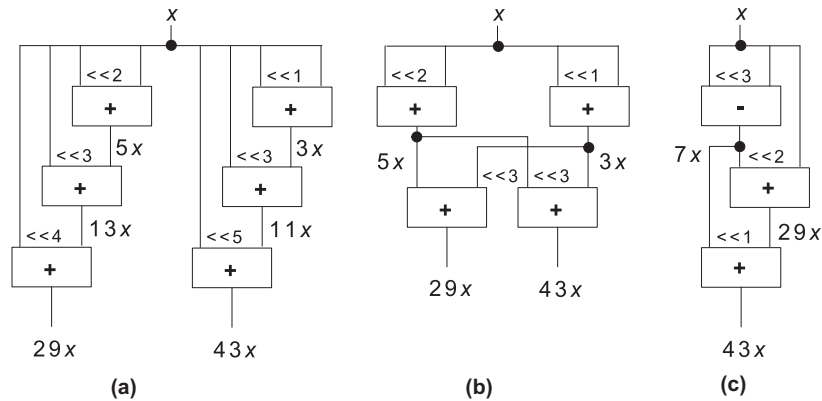 x x x
<<2 <<1 <<2 <<1 <<3
+ + + + -
5x 3x 5x 3x 7x
<<3 <<3 <<3 <<3 <<2
+ + + + +
13x 11x 29x
<<4 <<5 <<1
+ + 29x 43x +
29x 43x 43x
(a) (b) (c)